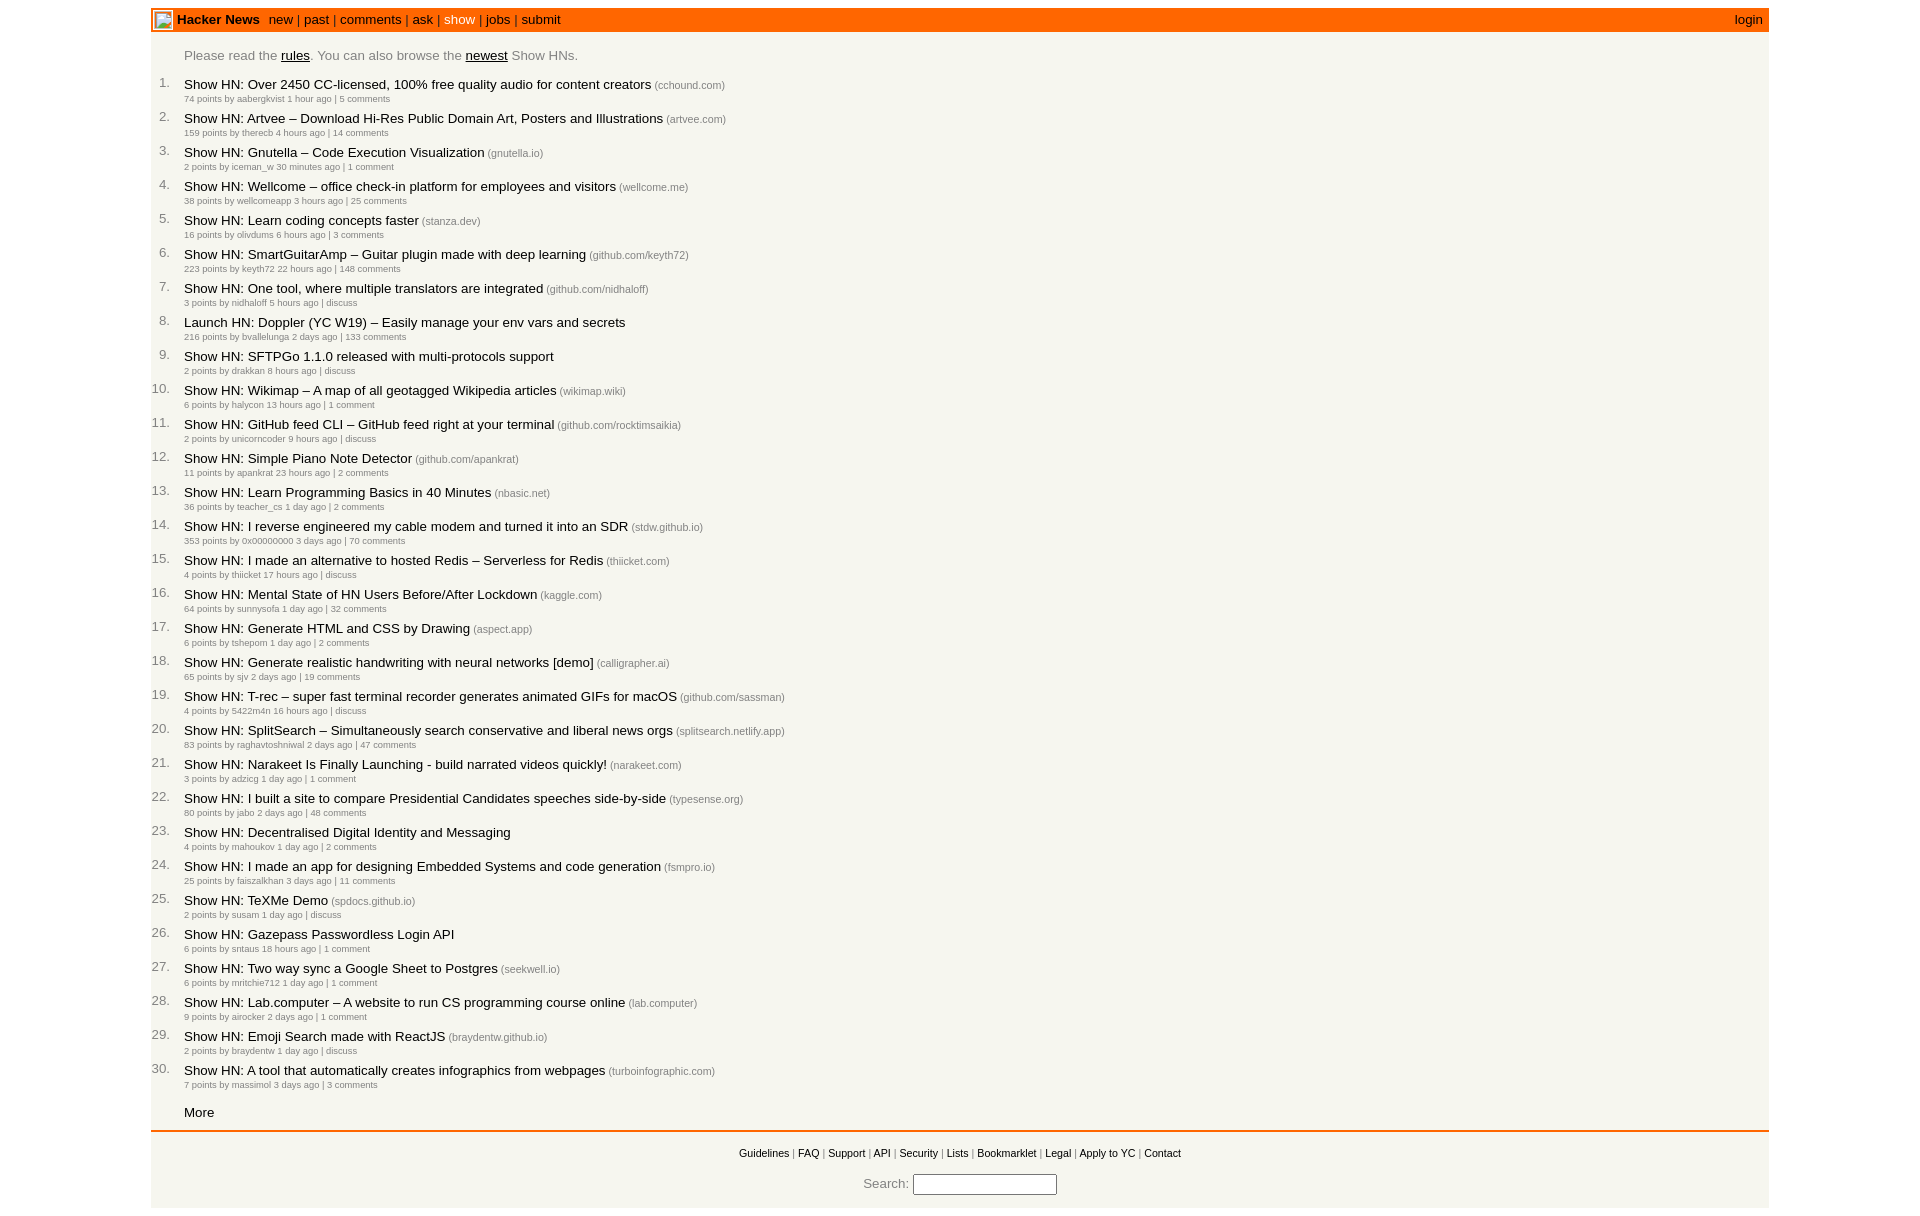 Hacker News new | past | comments | ask | show | jobs | submit login
Please read the rules. You can also browse the newest Show HNs.
1. Show HN: Over 2450 CC-licensed, 100% free quality audio for content creators (cchound.com)
74 points by aabergkvist 1 hour ago | 5 comments
2. Show HN: Artvee – Download Hi-Res Public Domain Art, Posters and Illustrations (artvee.com)
159 points by therecb 4 hours ago | 14 comments
3. Show HN: Gnutella – Code Execution Visualization (gnutella.io)
2 points by iceman_w 30 minutes ago | 1 comment
4. Show HN: Wellcome – office check-in platform for employees and visitors (wellcome.me)
38 points by wellcomeapp 3 hours ago | 25 comments
5. Show HN: Learn coding concepts faster (stanza.dev)
16 points by olivdums 6 hours ago | 3 comments
6. Show HN: SmartGuitarAmp – Guitar plugin made with deep learning (github.com/keyth72)
223 points by keyth72 22 hours ago | 148 comments
7. Show HN: One tool, where multiple translators are integrated (github.com/nidhaloff)
3 points by nidhaloff 5 hours ago | discuss
8. Launch HN: Doppler (YC W19) – Easily manage your env vars and secrets
216 points by bvallelunga 2 days ago | 133 comments
9. Show HN: SFTPGo 1.1.0 released with multi-protocols support
2 points by drakkan 8 hours ago | discuss
10. Show HN: Wikimap – A map of all geotagged Wikipedia articles (wikimap.wiki)
6 points by halycon 13 hours ago | 1 comment
11. Show HN: GitHub feed CLI – GitHub feed right at your terminal (github.com/rocktimsaikia)
2 points by unicorncoder 9 hours ago | discuss
12. Show HN: Simple Piano Note Detector (github.com/apankrat)
11 points by apankrat 23 hours ago | 2 comments
13. Show HN: Learn Programming Basics in 40 Minutes (nbasic.net)
36 points by teacher_cs 1 day ago | 2 comments
14. Show HN: I reverse engineered my cable modem and turned it into an SDR (stdw.github.io)
353 points by 0x00000000 3 days ago | 70 comments
15. Show HN: I made an alternative to hosted Redis – Serverless for Redis (thiicket.com)
4 points by thiicket 17 hours ago | discuss
16. Show HN: Mental State of HN Users Before/After Lockdown (kaggle.com)
64 points by sunnysofa 1 day ago | 32 comments
17. Show HN: Generate HTML and CSS by Drawing (aspect.app)
6 points by tshepom 1 day ago | 2 comments
18. Show HN: Generate realistic handwriting with neural networks [demo] (calligrapher.ai)
65 points by sjv 2 days ago | 19 comments
19. Show HN: T-rec – super fast terminal recorder generates animated GIFs for macOS (github.com/sassman)
4 points by 5422m4n 16 hours ago | discuss
20. Show HN: SplitSearch – Simultaneously search conservative and liberal news orgs (splitsearch.netlify.app)
83 points by raghavtoshniwal 2 days ago | 47 comments
21. Show HN: Narakeet Is Finally Launching - build narrated videos quickly! (narakeet.com)
3 points by adzicg 1 day ago | 1 comment
22. Show HN: I built a site to compare Presidential Candidates speeches side-by-side (typesense.org)
80 points by jabo 2 days ago | 48 comments
23. Show HN: Decentralised Digital Identity and Messaging
4 points by mahoukov 1 day ago | 2 comments
24. Show HN: I made an app for designing Embedded Systems and code generation (fsmpro.io)
25 points by faiszalkhan 3 days ago | 11 comments
25. Show HN: TeXMe Demo (spdocs.github.io)
2 points by susam 1 day ago | discuss
26. Show HN: Gazepass Passwordless Login API
6 points by sntaus 18 hours ago | 1 comment
27. Show HN: Two way sync a Google Sheet to Postgres (seekwell.io)
6 points by mritchie712 1 day ago | 1 comment
28. Show HN: Lab.computer – A website to run CS programming course online (lab.computer)
9 points by airocker 2 days ago | 1 comment
29. Show HN: Emoji Search made with ReactJS (braydentw.github.io)
2 points by braydentw 1 day ago | discuss
30. Show HN: A tool that automatically creates infographics from webpages (turboinfographic.com)
7 points by massimol 3 days ago | 3 comments
More
Guidelines | FAQ | Support | API | Security | Lists | Bookmarklet | Legal | Apply to YC | Contact
Search: